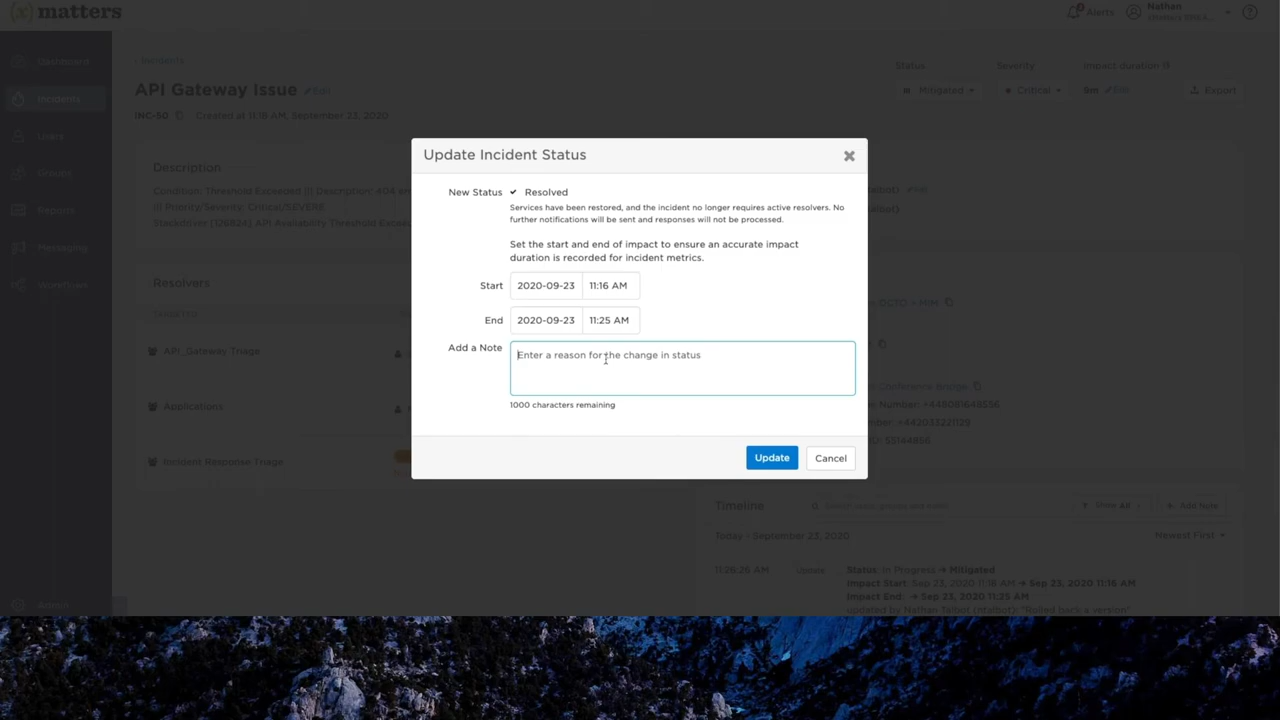 (x) matters
Alerts
Nathan
Dashboard
Incidents
Users
Groups
Reports
Messaging
Workflows
Admin
Incidents
API Gateway Issue Edit
INC-50 Created at 11:16 AM, September 23, 2020
Status
Mitigated
Severity
Critical
Impact duration
9m Edit
Export
Description
Condition: Threshold Exceeded ||| Description: 404
||| Priority/Severity: Critical/SEVERE
[128824] API Availability Threshold
Resolvers
API_Gateway Triage
Applications
Incident Response Triage
Update Incident Status
New Status ✔ Resolved
Services have been restored, and the incident no longer requires active resolvers. No
further notifications will be sent and responses will not be processed.
Set the start and end of impact to ensure an accurate impact
duration is recorded for incident metrics.
Start 2020-09-23 11:16 AM
End 2020-09-23 11:25 AM
Add a Note Enter a reason for the change in status
1000 characters remaining
Update Cancel
OCTO > MIM
Conference Bridge
Timeline
Show All
+ Add Note
Today - September 23, 2020
Newest First
11:26:26 AM Update Status: In Progress → Mitigated
Impact Start: Sep 23, 2020 11:16 AM → Sep 23, 2020 11:16 AM
Impact End: → Sep 23, 2020 11:25 AM
updated by Nathan Talbot (ntalbot): "Rolled back a version"